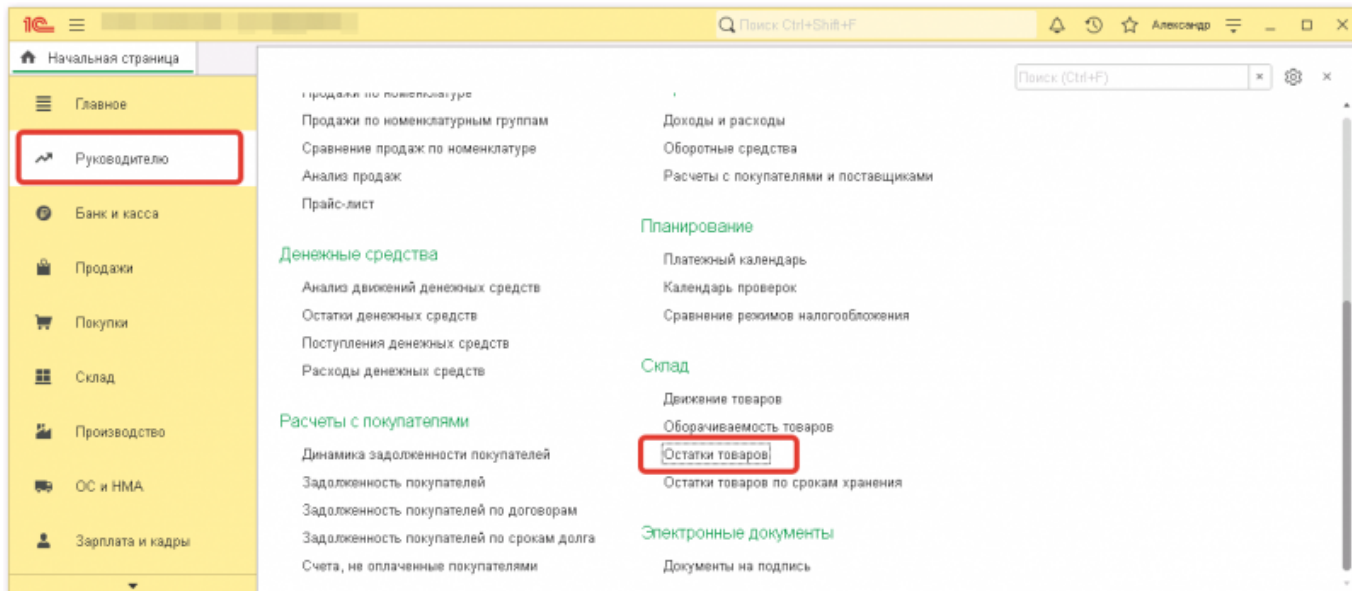 1С
Поиск Ctrl+Shift+F
Александр
Начальная страница
Поиск (Ctrl+F)
Главное
Руководителю
Банк и касса
Продажи
Покупки
Склад
Производство
ОС и НМА
Зарплата и кадры
Продажи по номенклатуре
Продажи по номенклатурным группам
Сравнение продаж по номенклатуре
Анализ продаж
Прайс-лист
Денежные средства
Анализ движений денежных средств
Остатки денежных средств
Поступления денежных средств
Расходы денежных средств
Расчеты с покупателями
Динамика задолженности покупателей
Задолженность покупателей
Задолженность покупателей по договорам
Задолженность покупателей по срокам долга
Счета, не оплаченные покупателями
Доходы и расходы
Оборотные средства
Расчеты с покупателями и поставщиками
Планирование
Платежный календарь
Календарь проверок
Сравнение режимов налогообложения
Склад
Движение товаров
Оборачиваемость товаров
Остатки товаров
Остатки товаров по срокам хранения
Электронные документы
Документы на подпись